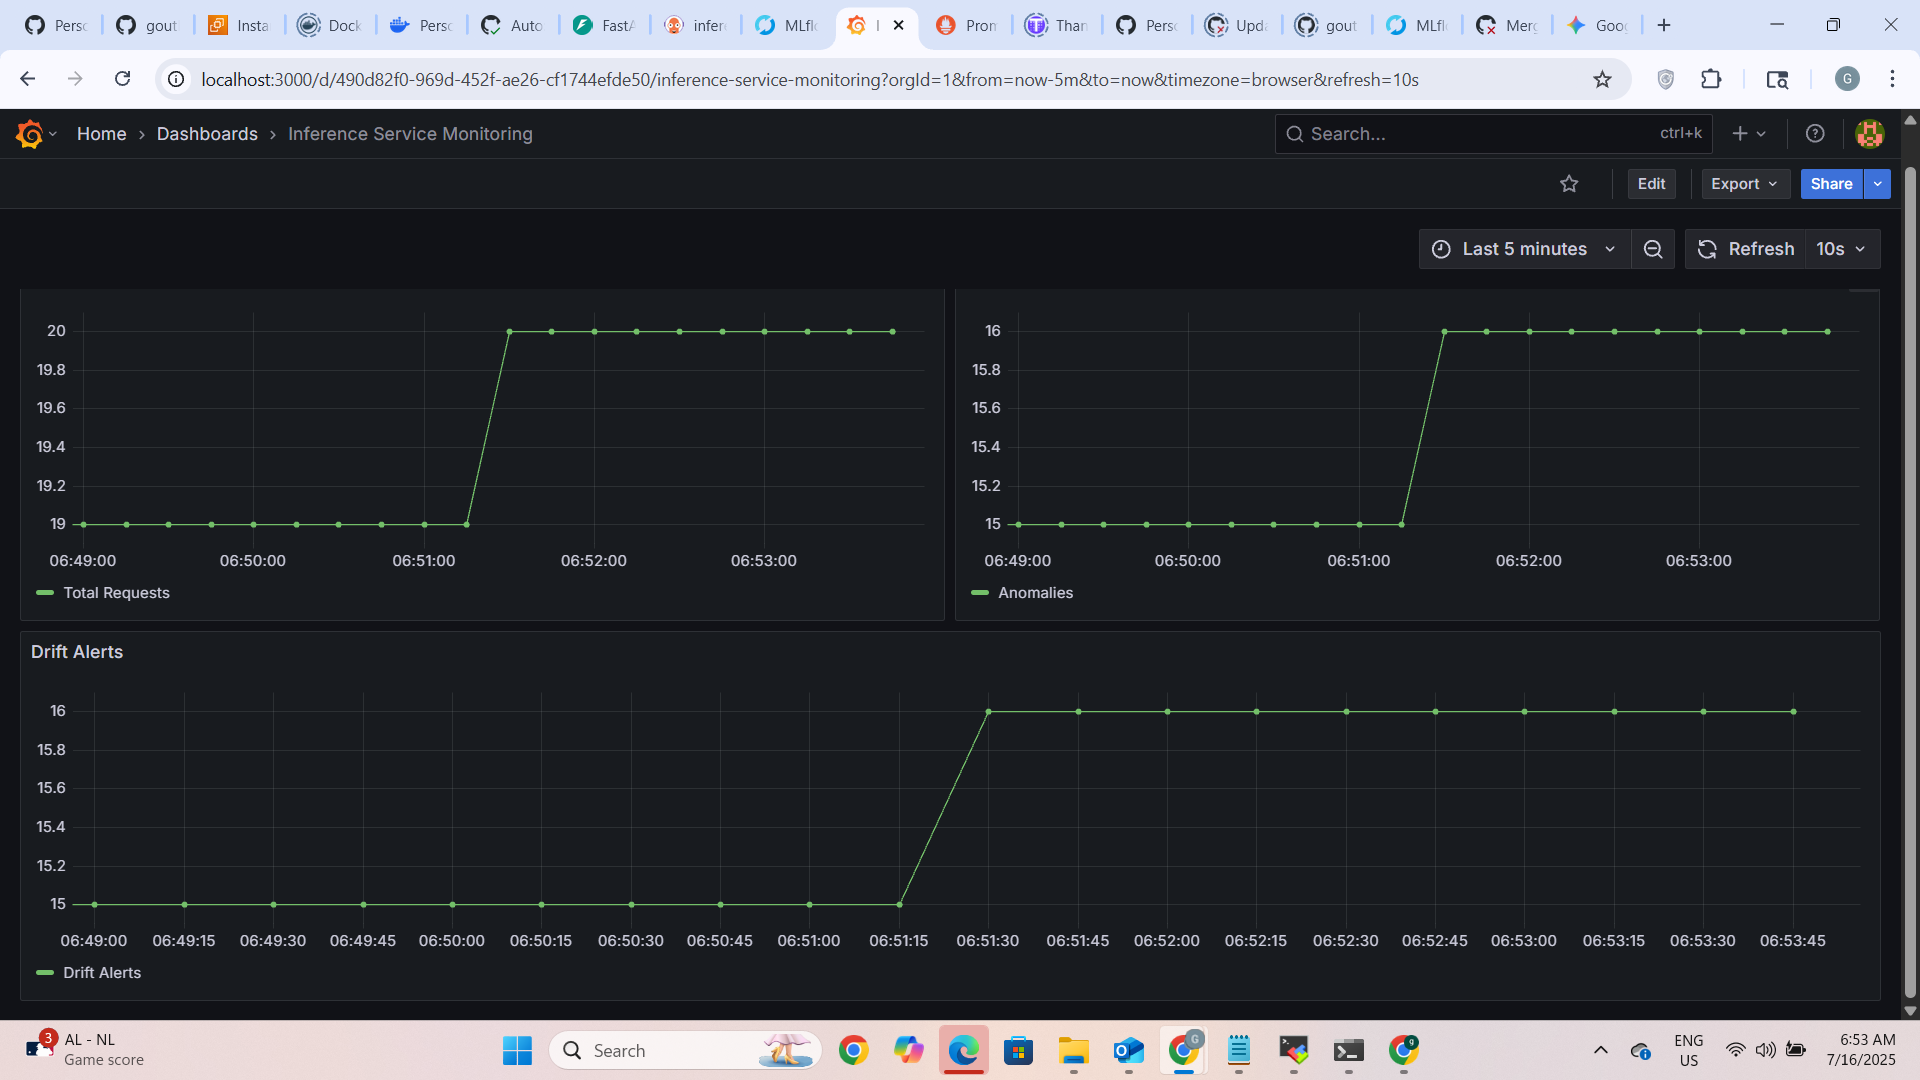 Perso
gout
Insta
Dock
Perso
Auto
FastA
infer
MLflo
Pron
Than
Perso
Upda
gout
MLflo
Merg
Goog
localhost:3000/d/490d82f0-969d-452f-ae26-cf1744efde50/inference-service-monitoring?orgId=1&from=now-5m&to=now&timezone=browser&refresh=10s
G
Home › Dashboards › Inference Service Monitoring
Search...
ctrl+k
Edit
Export
Share
Last 5 minutes
Refresh
10s
20
19.8
19.6
19.4
19.2
19
06:49:00 06:50:00 06:51:00 06:52:00 06:53:00
Total Requests
16
15.8
15.6
15.4
15.2
15
06:49:00 06:50:00 06:51:00 06:52:00 06:53:00
Anomalies
Drift Alerts
16
15.8
15.6
15.4
15.2
15
06:49:00 06:49:15 06:49:30 06:49:45 06:50:00 06:50:15 06:50:30 06:50:45 06:51:00 06:51:15 06:51:30 06:51:45 06:52:00 06:52:15 06:52:30 06:52:45 06:53:00 06:53:15 06:53:30 06:53:45
Drift Alerts
3
AL - NL
Game score
Search
G
g
ENG
US
6:53 AM
7/16/2025